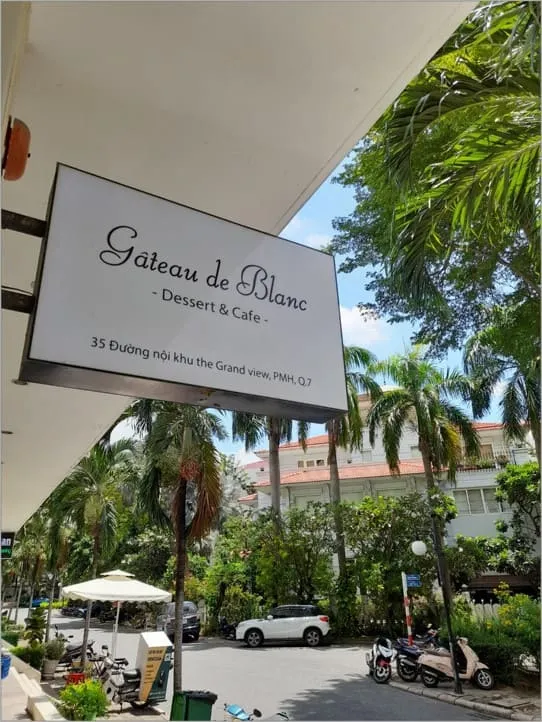 Gâteau de Blanc
- Dessert & Cafe -
35 Đường nội khu the Grand view, PMH, Q.7